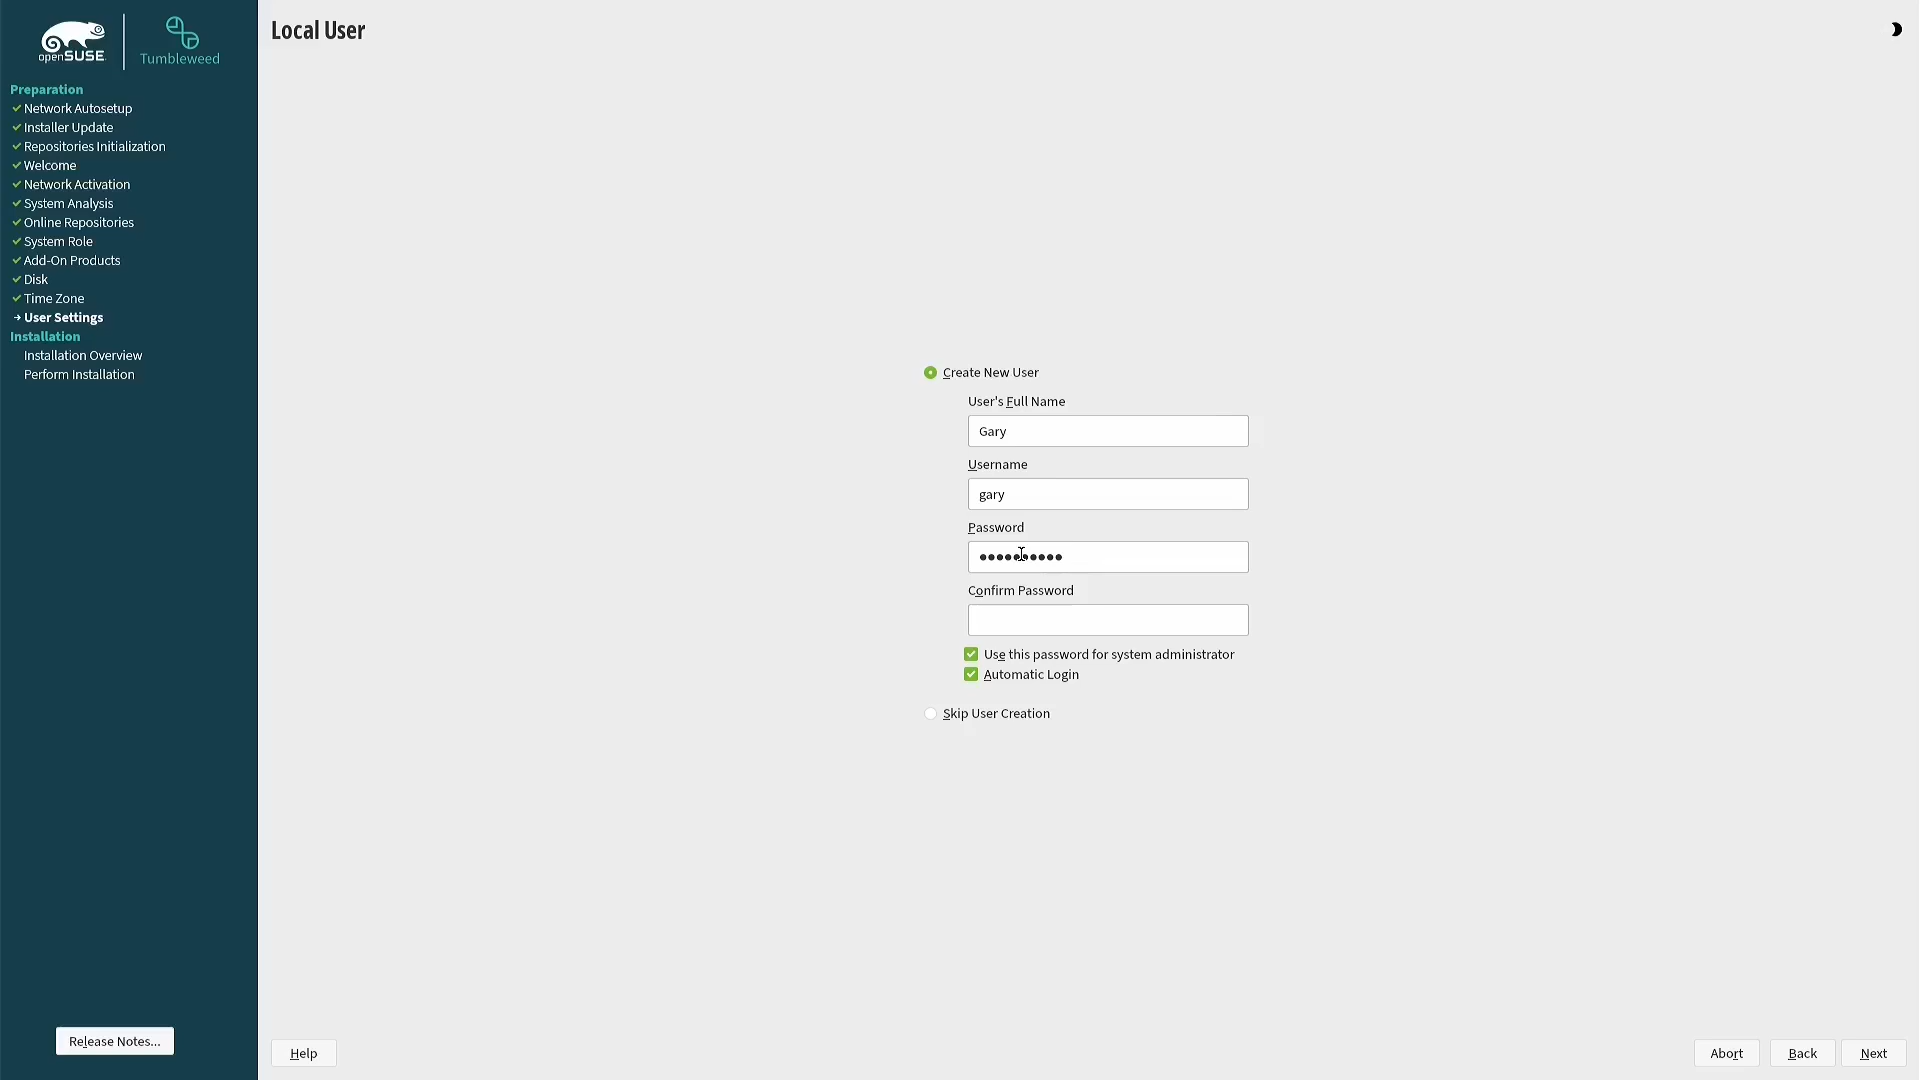 openSUSE
Tumbleweed
Preparation
Network Autosetup
Installer Update
Repositories Initialization
Welcome
Network Activation
System Analysis
Online Repositories
System Role
Add-On Products
Disk
Time Zone
User Settings
Installation
Installation Overview
Perform Installation
Release Notes...
Local User
Create New User
User's Full Name
Gary
Username
gary
Password
Confirm Password
Use this password for system administrator
Automatic Login
Skip User Creation
Help
Abort
Back
Next